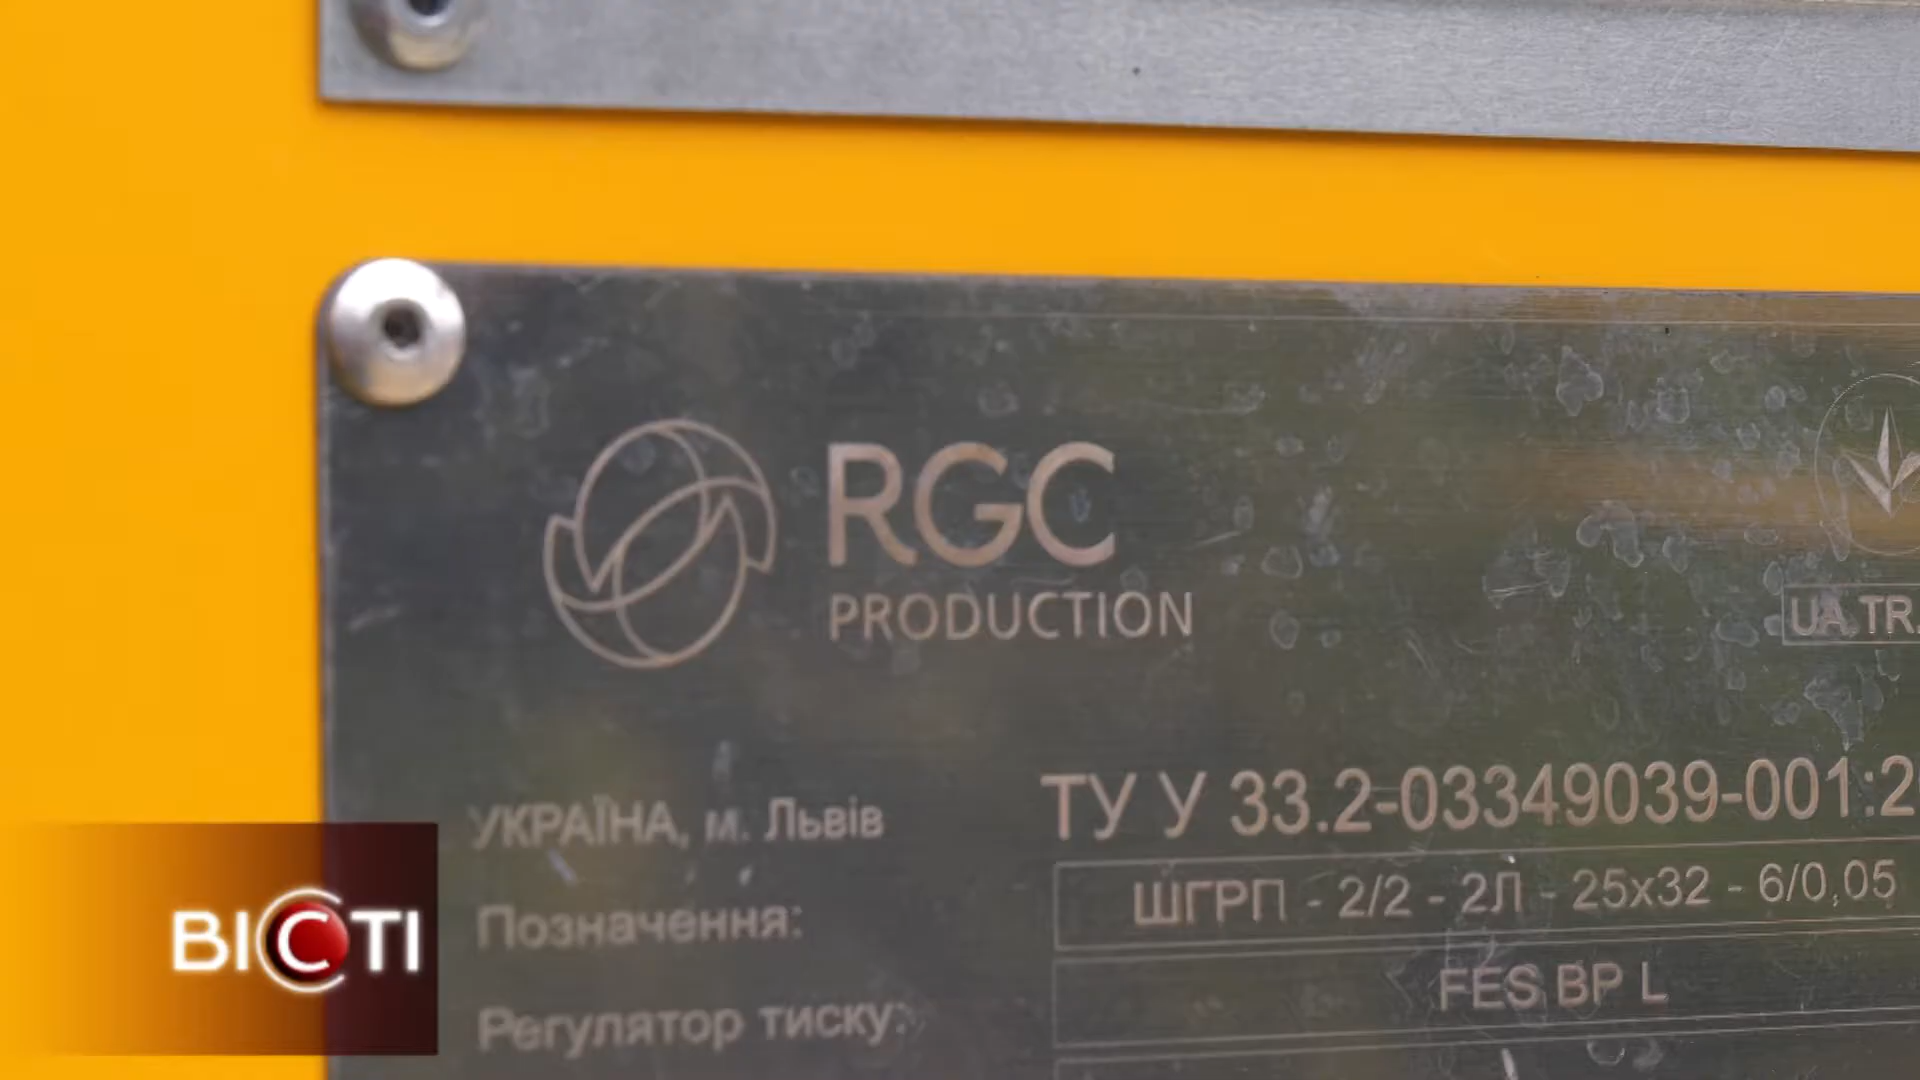 RGC
PRODUCTION
UA.TR.
УКРАЇНА, м. Львів
ТУ У 33.2-03349039-001:2
Позначення:
ШГРП - 2/2 - 2Л - 25х32 - 6/0,05
Регулятор тиску:
FES BP L
ВІСТІ